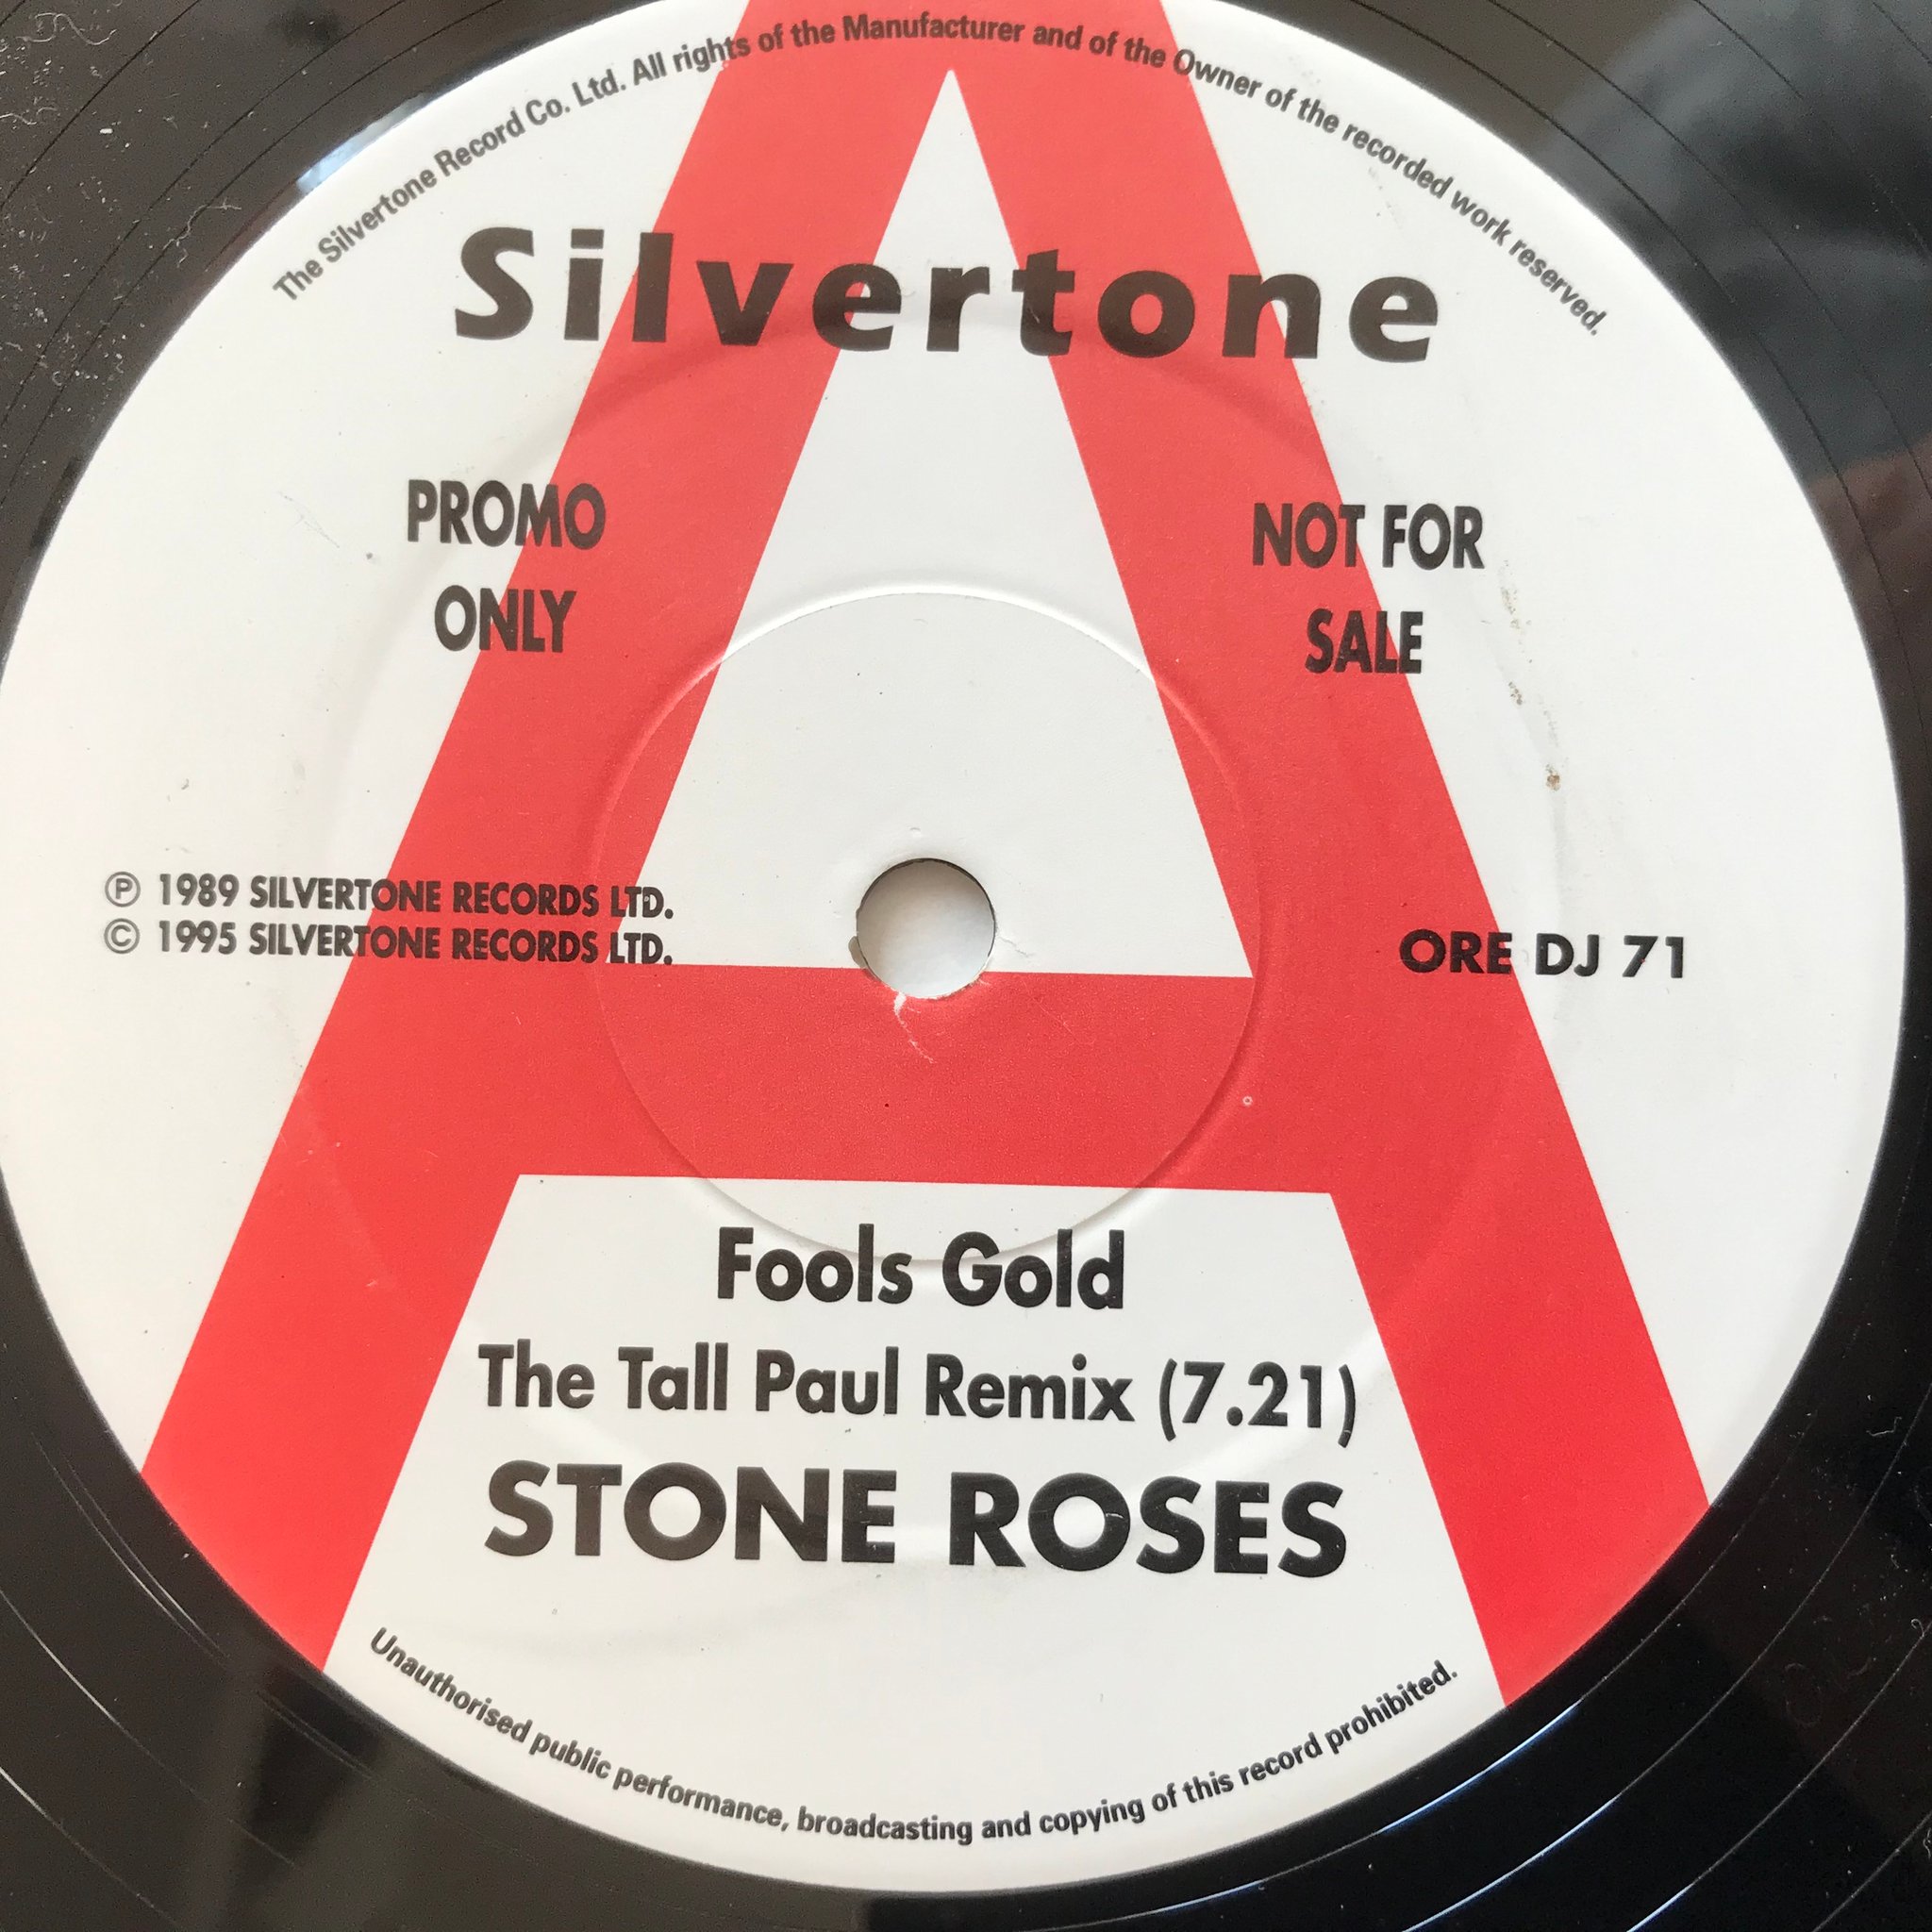 The Silvertone Record Co. Ltd. All rights of the Manufacturer and of the Owner of the recorded work reserved.
Silvertone
PROMO
ONLY
NOT FOR
SALE
℗ 1989 SILVERTONE RECORDS LTD.
© 1995 SILVERTONE RECORDS LTD.
ORE DJ 71
A
Fools Gold
The Tall Paul Remix (7.21)
STONE ROSES
Unauthorised public performance, broadcasting and copying of this record prohibited.